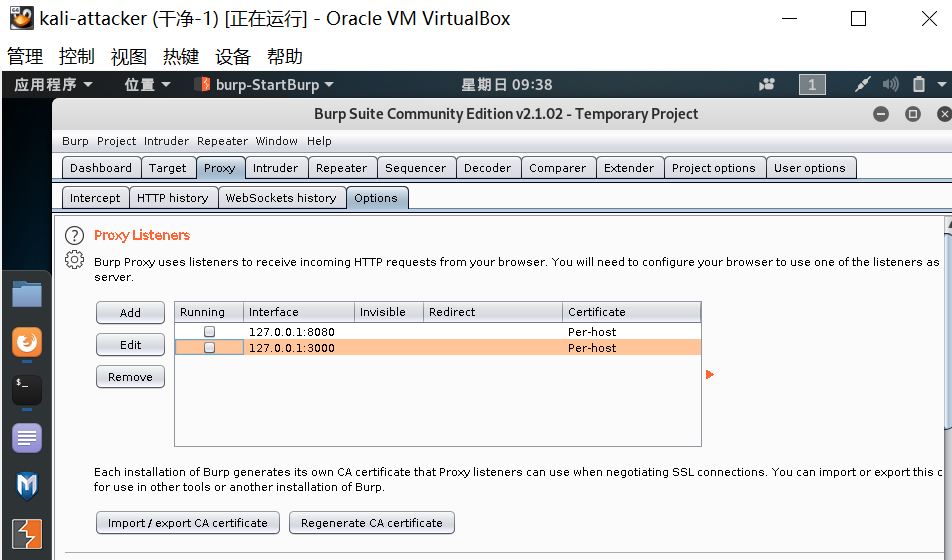 kali-attacker (干净-1) [正在运行] - Oracle VM VirtualBox
管理 控制 视图 热键 设备 帮助
应用程序 位置 burp-StartBurp 星期日 09:38 1
Burp Suite Community Edition v2.1.02 - Temporary Project
Burp Project Intruder Repeater Window Help
Dashboard Target Proxy Intruder Repeater Sequencer Decoder Comparer Extender Project options User options
Intercept HTTP history WebSockets history Options
? Proxy Listeners
Burp Proxy uses listeners to receive incoming HTTP requests from your browser. You will need to configure your browser to use one of the listeners as
server.
Add Running Interface Invisible Redirect Certificate
127.0.0.1:8080 Per-host
Edit 127.0.0.1:3000 Per-host
Remove
Each installation of Burp generates its own CA certificate that Proxy listeners can use when negotiating SSL connections. You can import or export this c
for use in other tools or another installation of Burp.
Import / export CA certificate Regenerate CA certificate